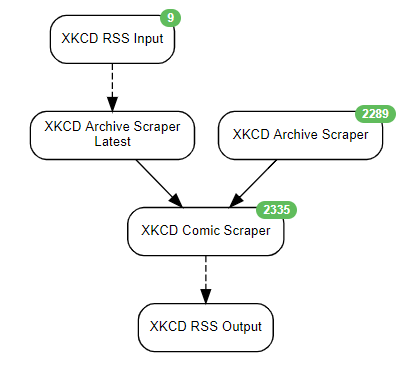 9
XKCD RSS Input
XKCD Archive Scraper
Latest
2289
XKCD Archive Scraper
2335
XKCD Comic Scraper
XKCD RSS Output